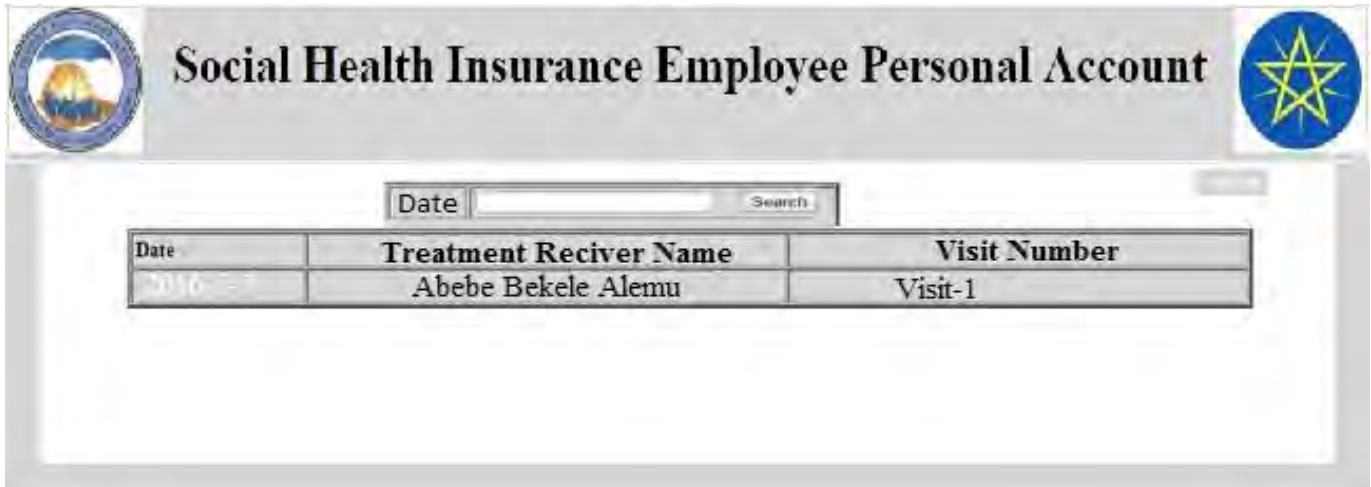 Social Health Insurance Employee Personal Account
Date Search
Date Treatment Reciver Name Visit Number
2016 Abebe Bekele Alemu Visit-1